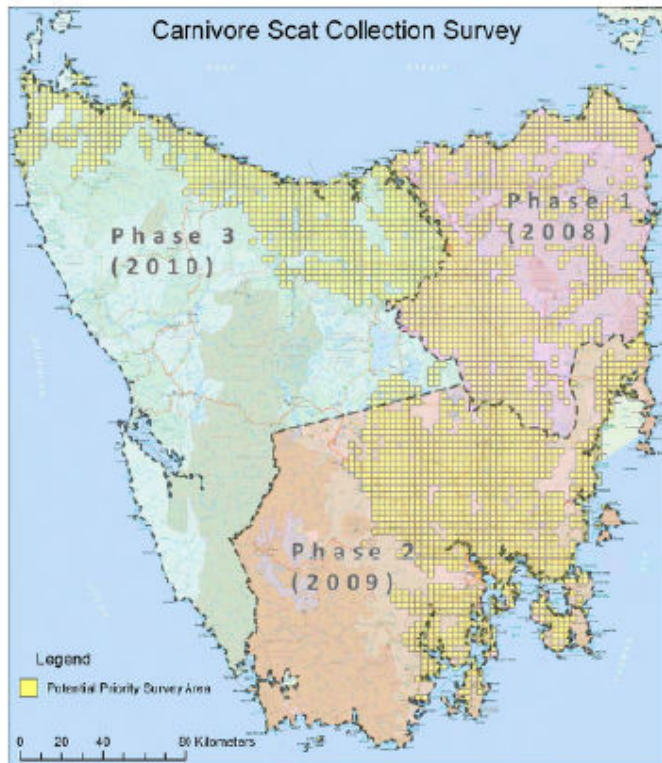 Carnivore Scat Collection Survey
Phase 1
(2008)
Phase 3
(2010)
Phase 2
(2009)
Legend
Potential Priority Survey Area
0 20 40 80 Kilometers